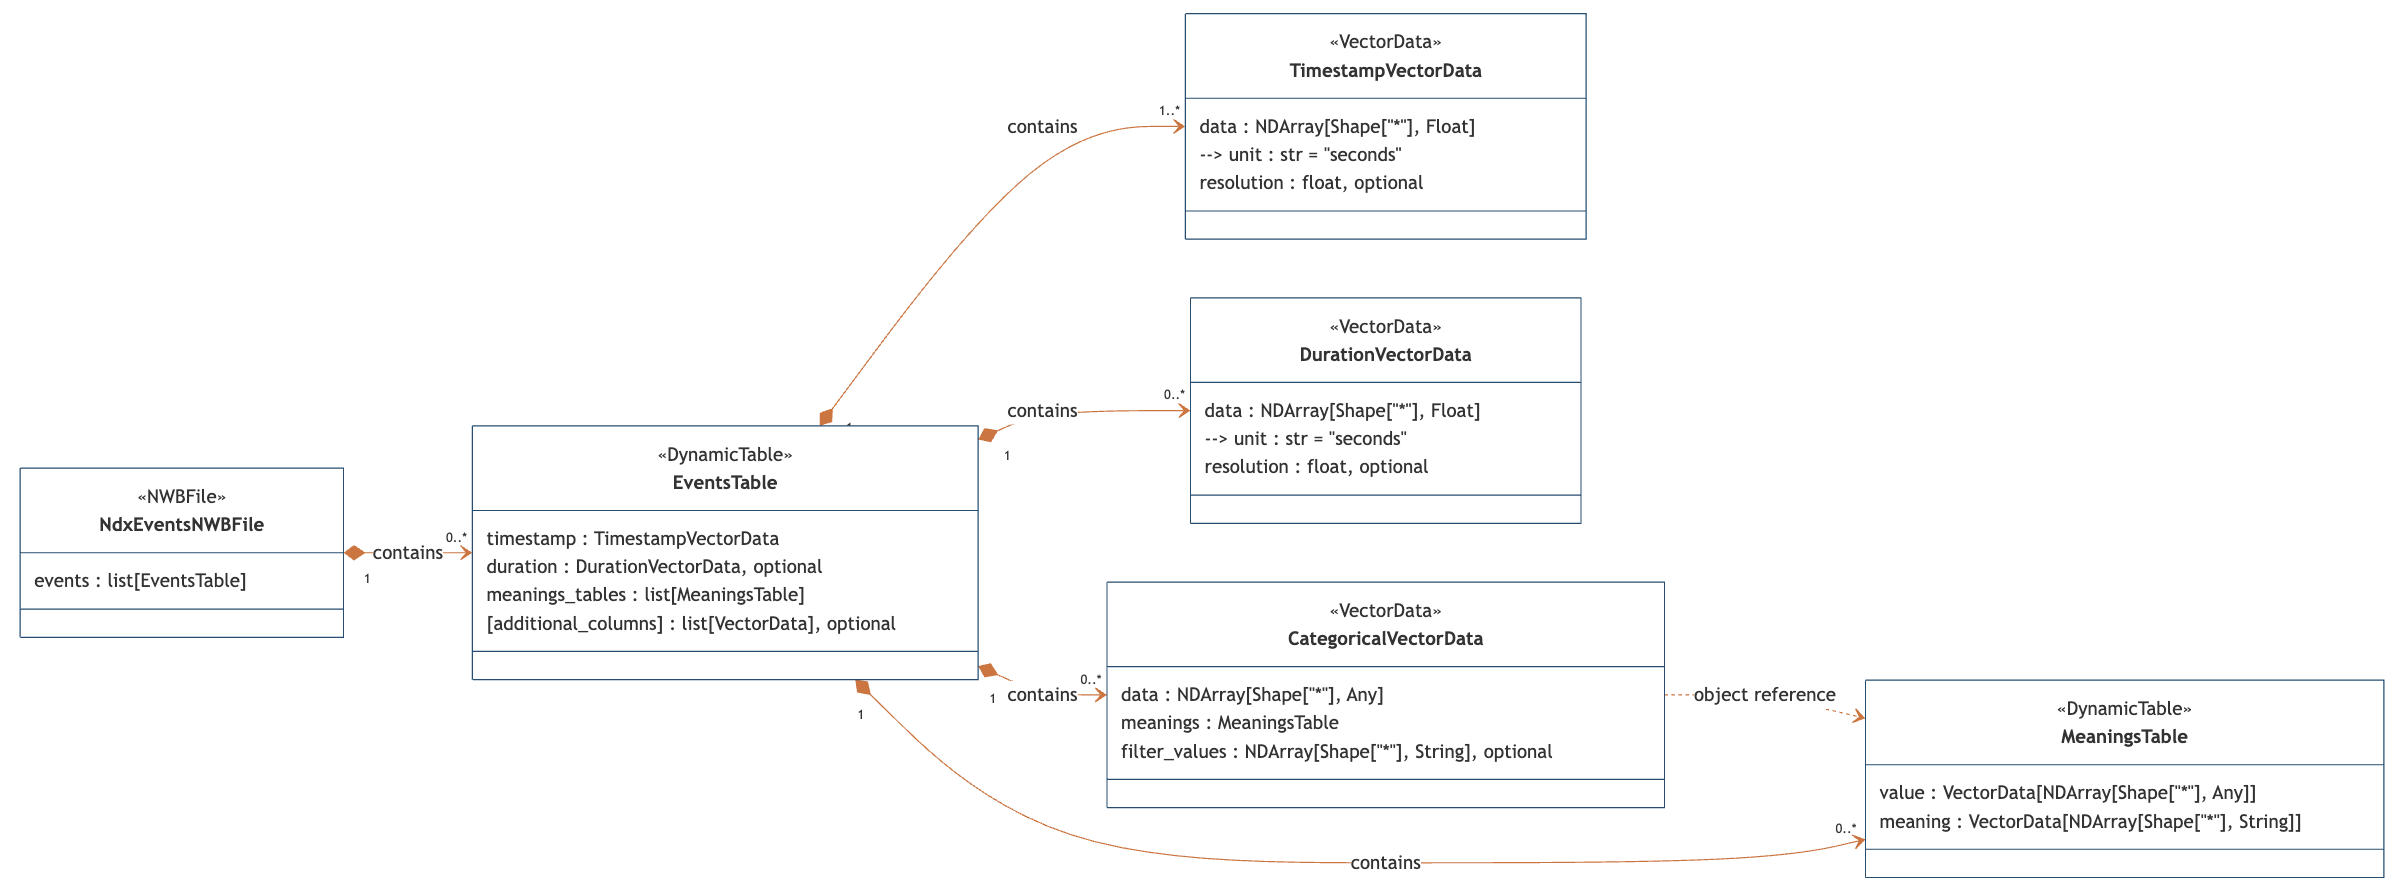 «VectorData»
TimestampVectorData
data : NDArray[Shape["*"], Float]
--> unit : str = "seconds"
resolution : float, optional
contains
1..*
«VectorData»
DurationVectorData
data : NDArray[Shape["*"], Float]
--> unit : str = "seconds"
resolution : float, optional
contains
0..*
1
«NWBFile»
NdxEventsNWBFile
events : list[EventsTable]
contains
0..*
1
«DynamicTable»
EventsTable
timestamp : TimestampVectorData
duration : DurationVectorData, optional
meanings_tables : list[MeaningsTable]
[additional_columns] : list[VectorData], optional
contains
0..*
1
«VectorData»
CategoricalVectorData
data : NDArray[Shape["*"], Any]
meanings : MeaningsTable
filter_values : NDArray[Shape["*"], String], optional
object reference
1
contains
0..*
«DynamicTable»
MeaningsTable
value : VectorData[NDArray[Shape["*"], Any]]
meaning : VectorData[NDArray[Shape["*"], String]]